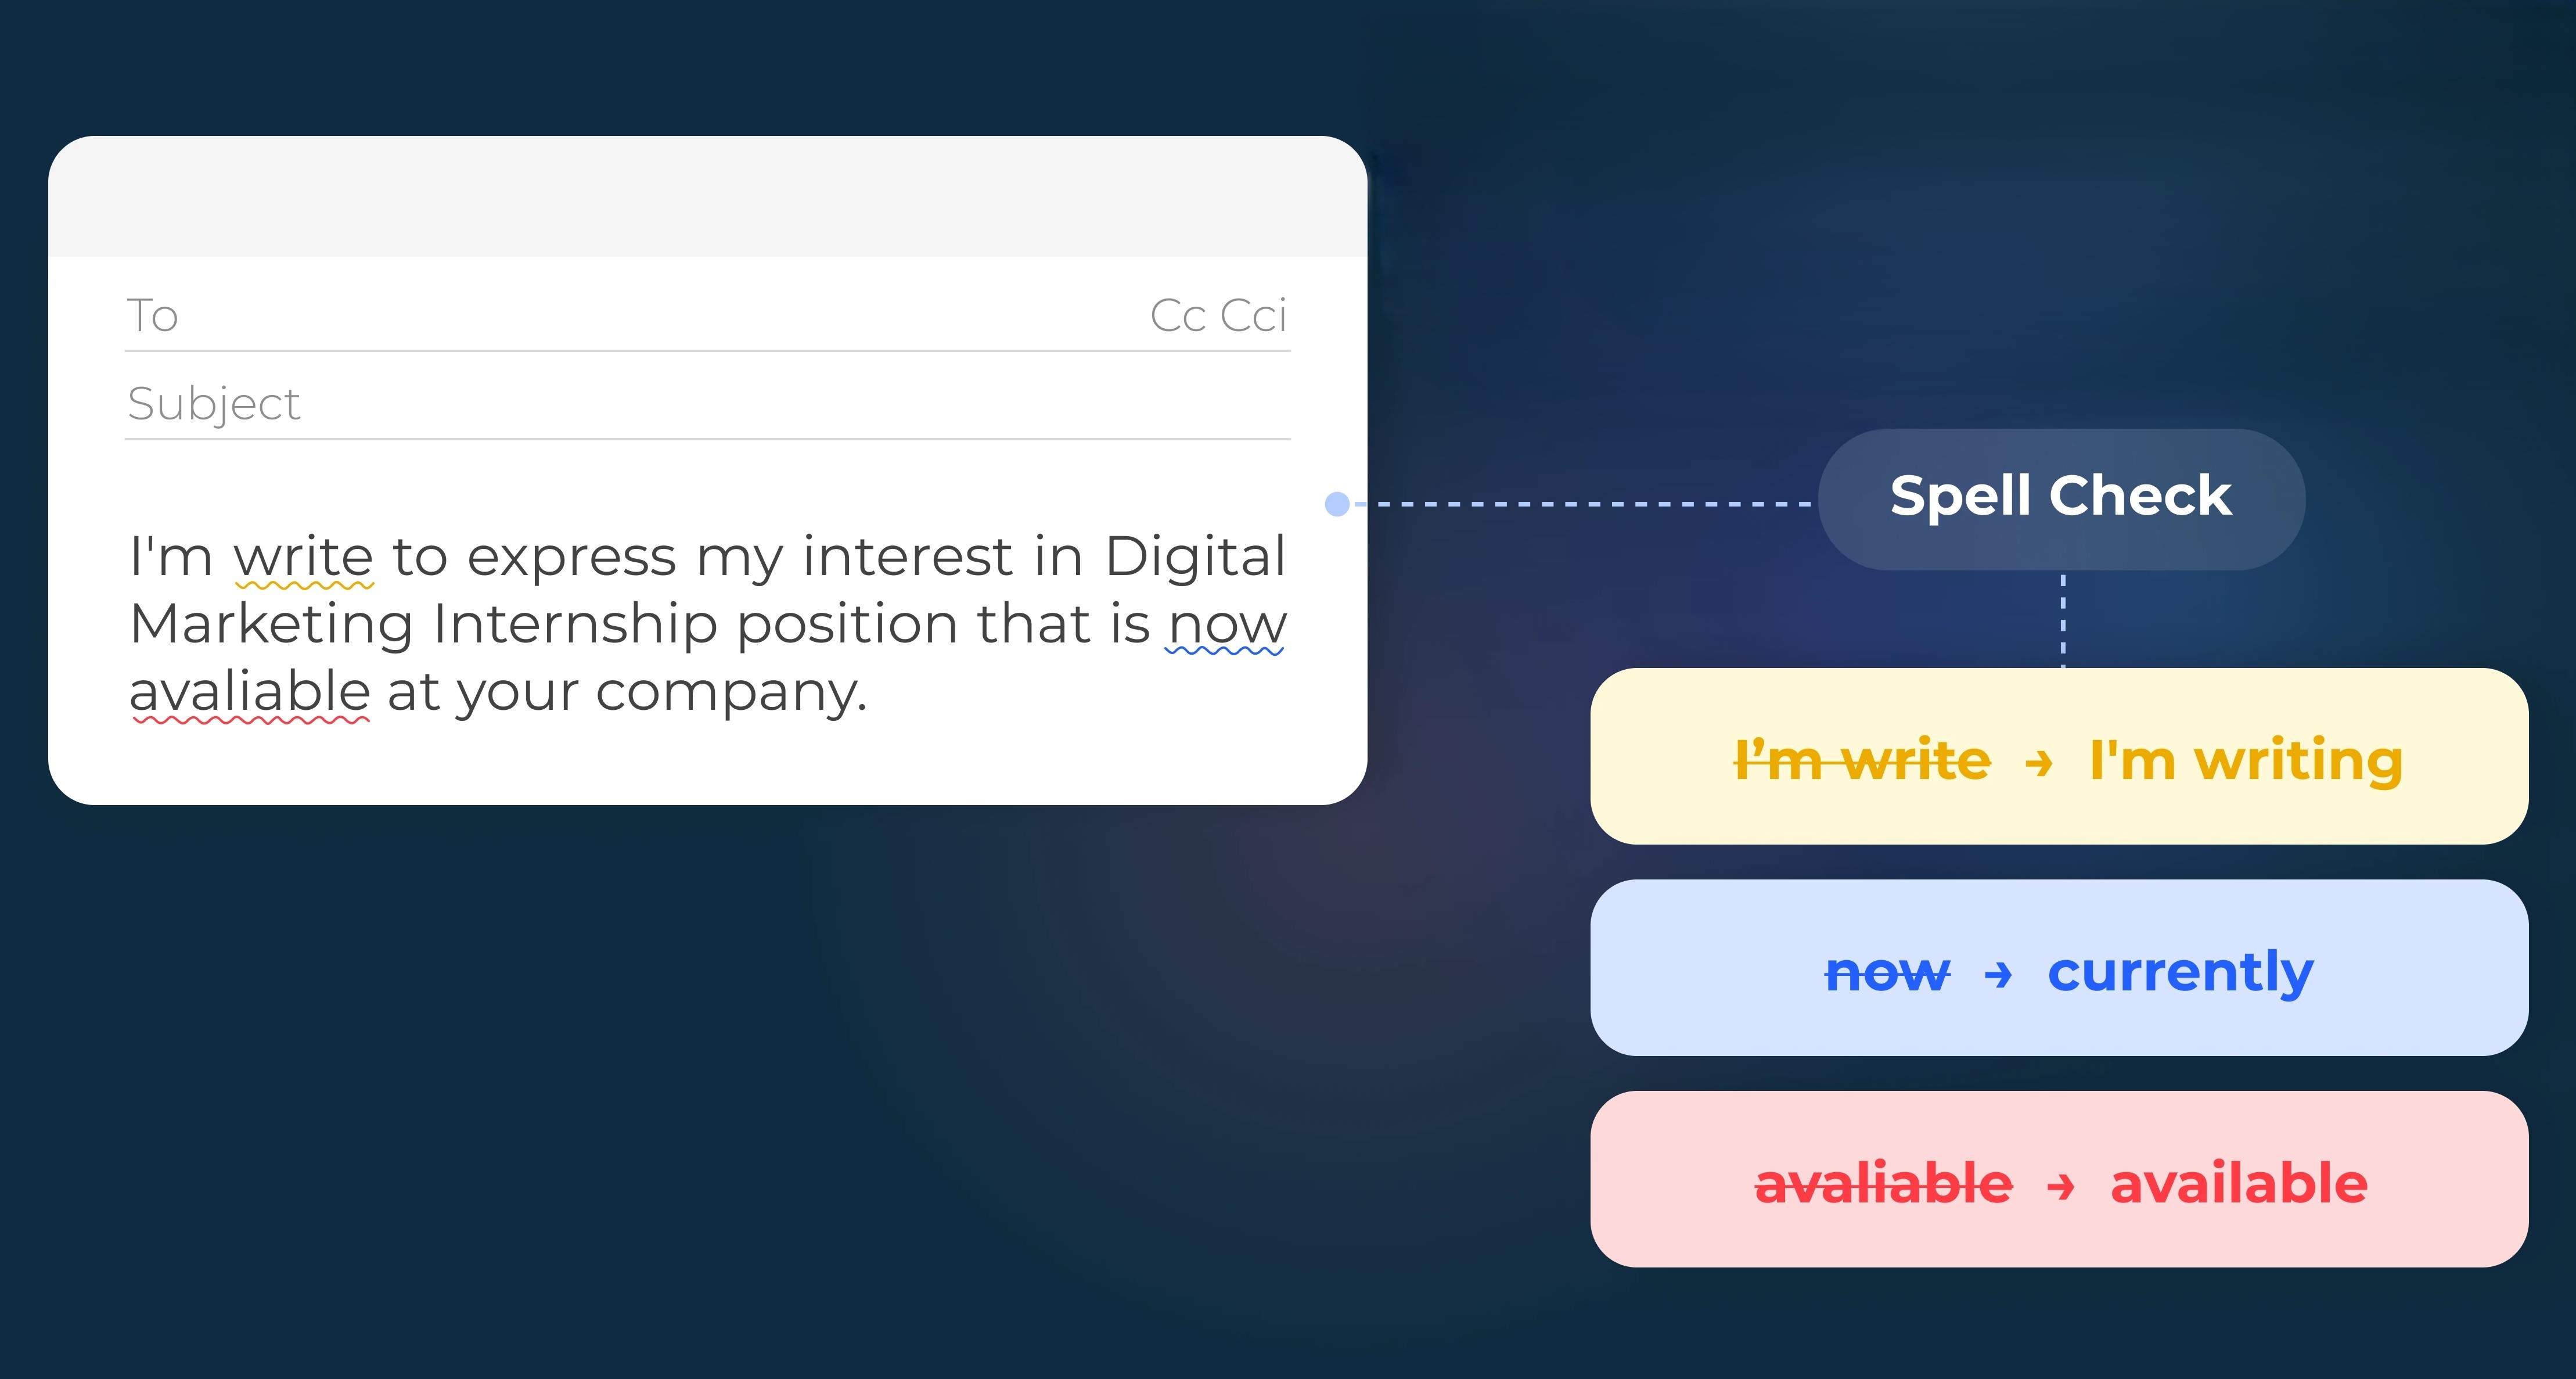 To Cc Cci
Subject
I'm write to express my interest in Digital
Marketing Internship position that is now
avaliable at your company.
Spell Check
I’m write → I'm writing
now → currently
avaliable → available